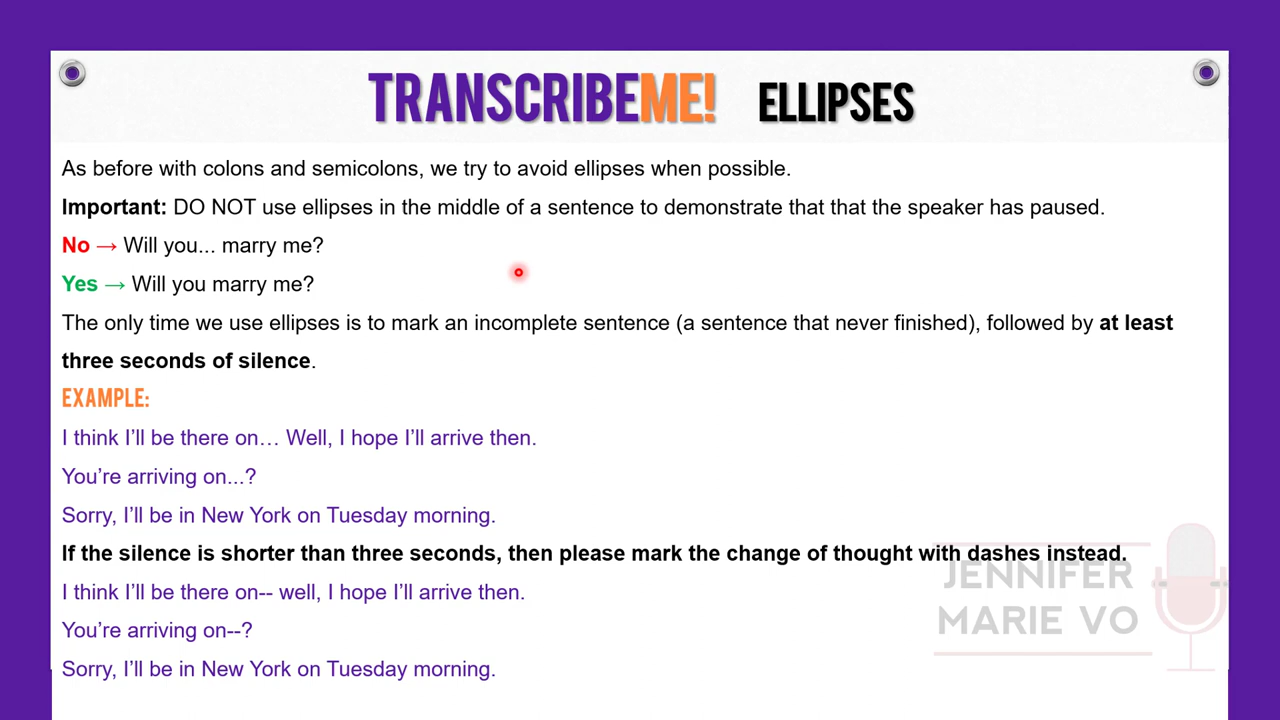 TRANSCRIBEME! ELLIPSES
As before with colons and semicolons, we try to avoid ellipses when possible.
Important: DO NOT use ellipses in the middle of a sentence to demonstrate that that the speaker has paused.
No → Will you... marry me?
Yes → Will you marry me?
The only time we use ellipses is to mark an incomplete sentence (a sentence that never finished), followed by at least
three seconds of silence.
EXAMPLE:
I think I’ll be there on… Well, I hope I’ll arrive then.
You’re arriving on...?
Sorry, I’ll be in New York on Tuesday morning.
If the silence is shorter than three seconds, then please mark the change of thought with dashes instead.
I think I’ll be there on-- well, I hope I’ll arrive then.
You’re arriving on--?
Sorry, I’ll be in New York on Tuesday morning.
JENNIFER
MARIE VO